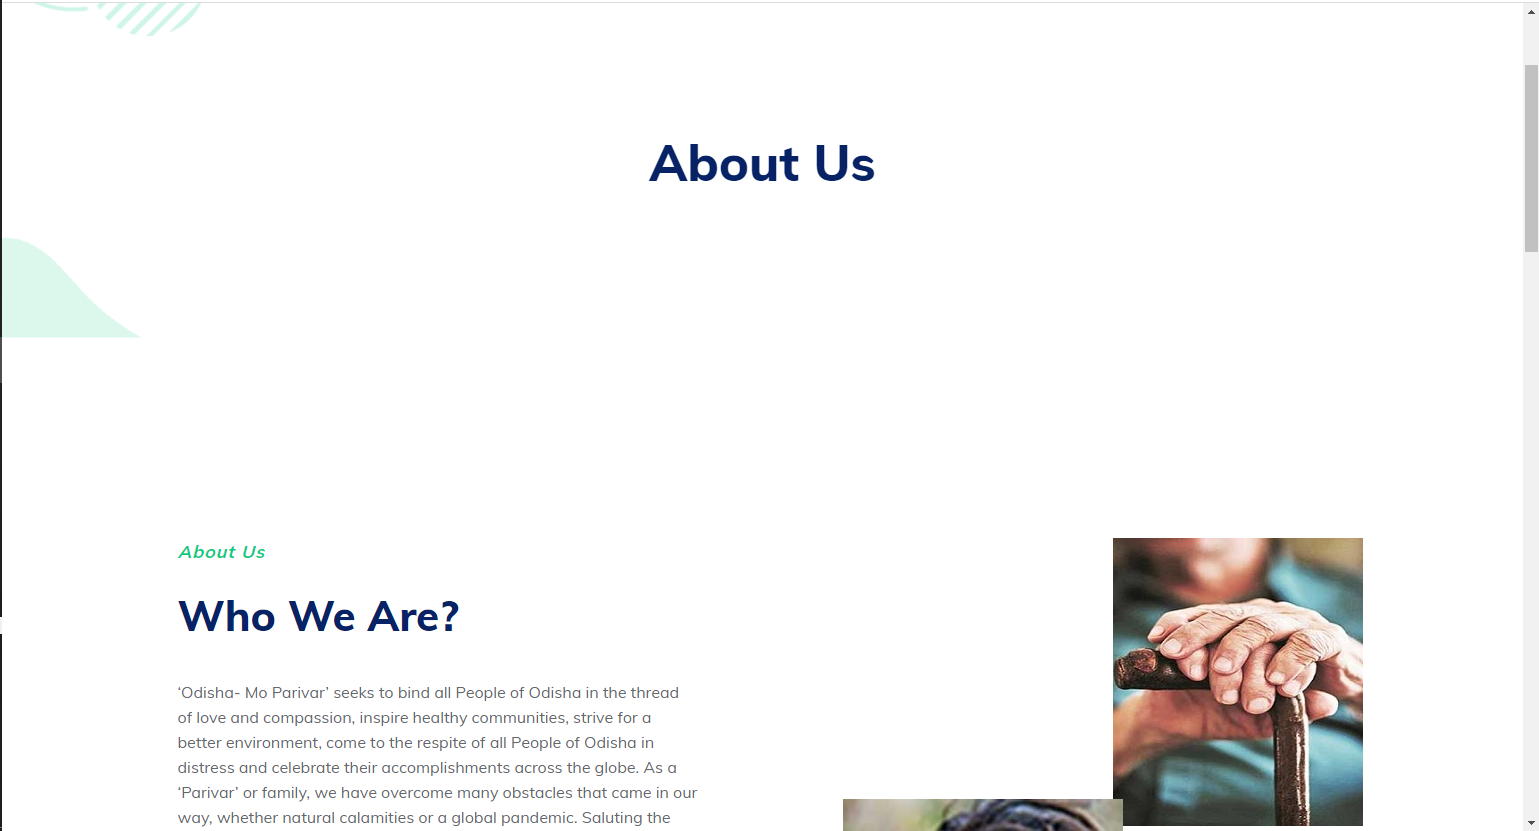 About Us
About Us
Who We Are?
‘Odisha- Mo Parivar’ seeks to bind all People of Odisha in the thread
of love and compassion, inspire healthy communities, strive for a
better environment, come to the respite of all People of Odisha in
distress and celebrate their accomplishments across the globe. As a
‘Parivar’ or family, we have overcome many obstacles that came in our
way, whether natural calamities or a global pandemic. Saluting the